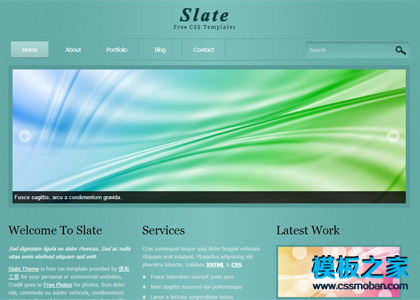 Slate
Free CSS Templates
Home About Portfolio Blog Contact Search
Fusce sagittis, arcu a condimentum gravida.
Welcome To Slate
Sed dignissim ligula eu dolor rhoncus. Sed ac nulla
vitae enim eleifend aliquam sed velit.
Slate Theme is free css template provided by 模板
之家 for your personal or commercial websites.
Credit goes to Free Photos for photos. Duis dolor
nisi, commodo eu auctor vehicula, condimentum
Services
Cras consequat neque quis dolor feugiat vehicula.
Aliquam erat volutpat. Phasellus adipiscing elit
pharetra lobortis. Validate XHTML & CSS.
Fusce bibendum suscipit justo quis
Nam sagittis euismod dui pellentesque
Lacus a lectusa suspendisse luctus
Latest Work
模板之家
www.cssmoban.com